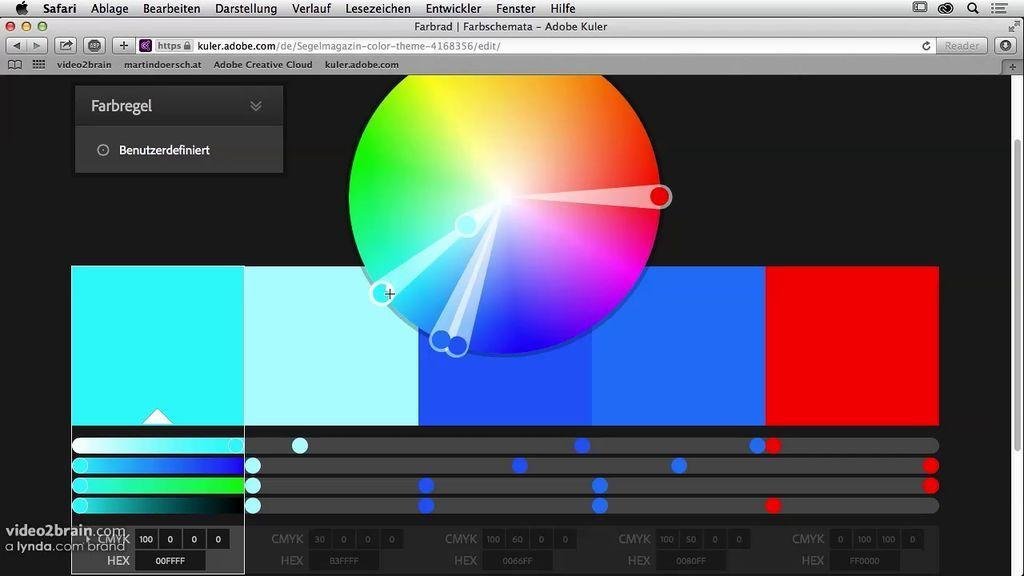 Safari Ablage Bearbeiten Darstellung Verlauf Lesezeichen Entwickler Fenster Hilfe
Farbrad | Farbschemata – Adobe Kuler
ABP https kuler.adobe.com/de/Segelmagazin-color-theme-4168356/edit/ Reader
video2brain martindoersch.at Adobe Creative Cloud kuler.adobe.com
Farbregel
Benutzerdefiniert
CMYK 100 0 0 0 CMYK 30 0 0 0 CMYK 100 60 0 0 CMYK 100 50 0 0 CMYK 0 100 100 0
HEX 00FFFF HEX B3FFFF HEX 0066FF HEX 0080FF HEX FF0000
video2brain.com
a lynda.com brand